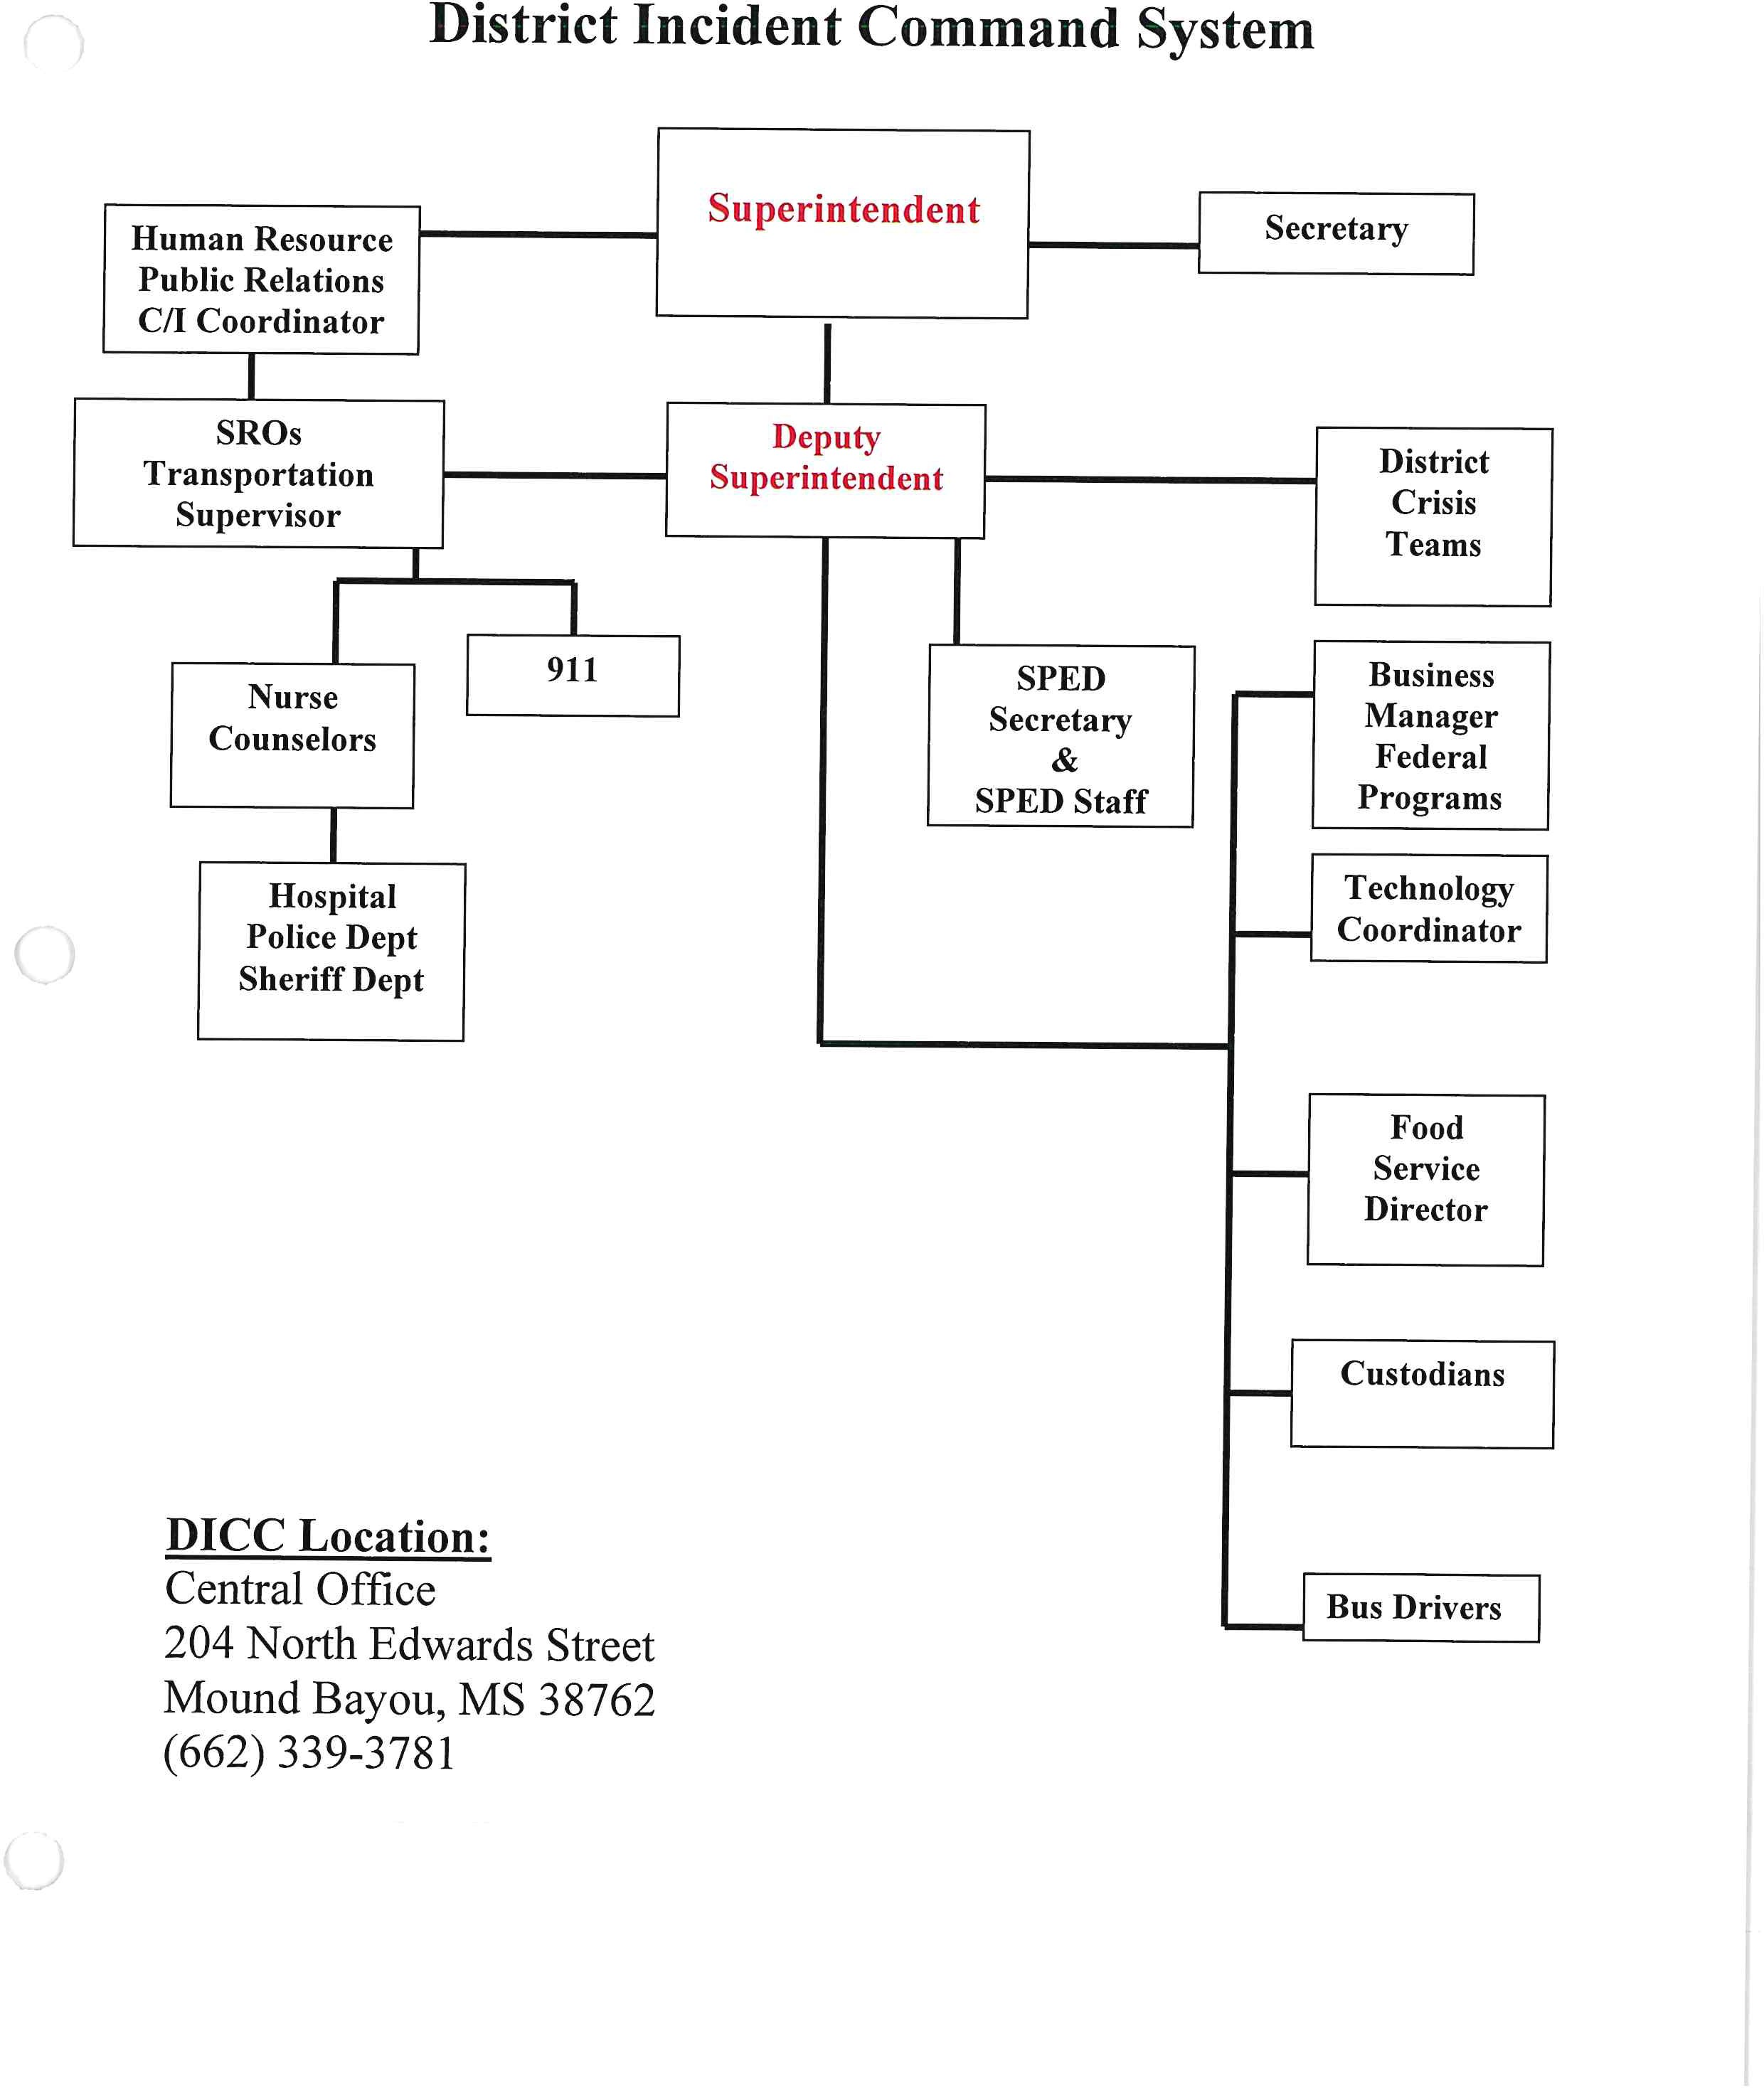 District Incident Command System
Superintendent
Secretary
Human Resource
Public Relations
C/I Coordinator
SROs
Transportation
Supervisor
Deputy
Superintendent
District
Crisis
Teams
911
Nurse
Counselors
SPED
Secretary
&
SPED Staff
Business
Manager
Federal
Programs
Hospital
Police Dept
Sheriff Dept
Technology
Coordinator
Food
Service
Director
Custodians
Bus Drivers
DICC Location:
Central Office
204 North Edwards Street
Mound Bayou, MS 38762
(662) 339-3781